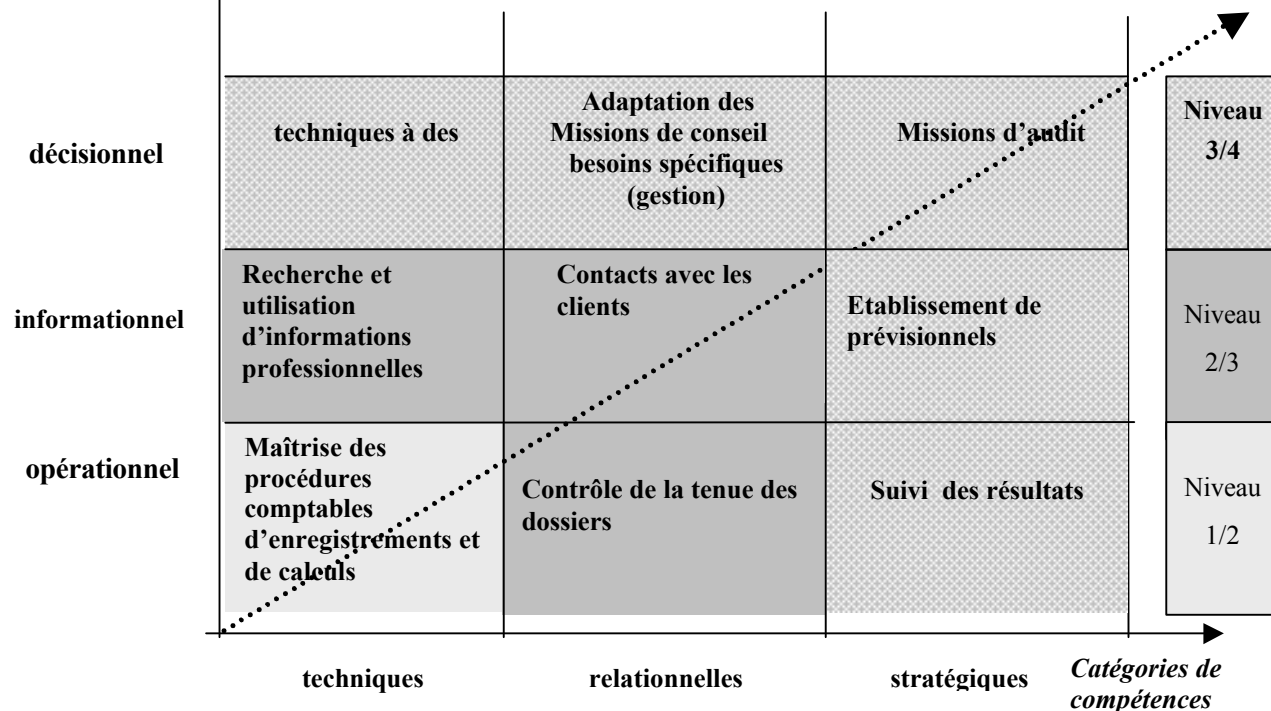 décisionnel
techniques à des
Adaptation des
Missions de conseil
besoins spécifiques
(gestion)
Missions d'audit
Niveau
3/4
informationnel
Recherche et
utilisation
d'informations
professionnelles
Contacts avec les
clients
Etablissement de
prévisionnels
Niveau
2/3
opérationnel
Maîtrise des
procédures
comptables
d'enregistrements et
de calculs
Contrôle de la tenue des
dossiers
Suivi des résultats
Niveau
1/2
techniques
relationnelles
stratégiques
Catégories de
compétences